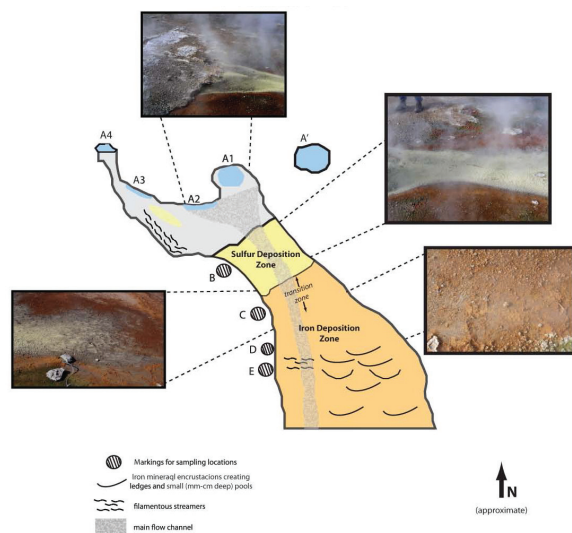 A4
A3
A2
A1
A'
Sulfur Deposition
Zone
B
Transition
zone
C
Iron Deposition
Zone
D
E
Markings for sampling locations
Iron mineraql encrustacions creating
ledges and small (mm-cm deep) pools
filamentous streamers
main flow channel
N
(approximate)